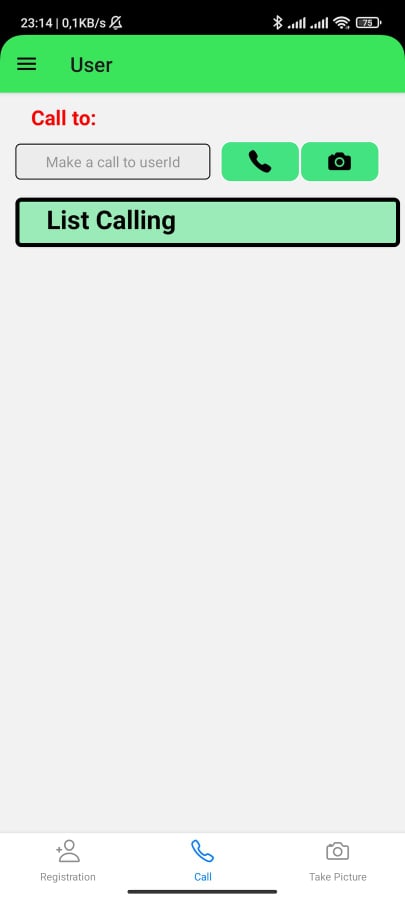 23:14 | 0,1KB/s
75
User
Call to:
Make a call to userId
List Calling
Registration
Call
Take Picture